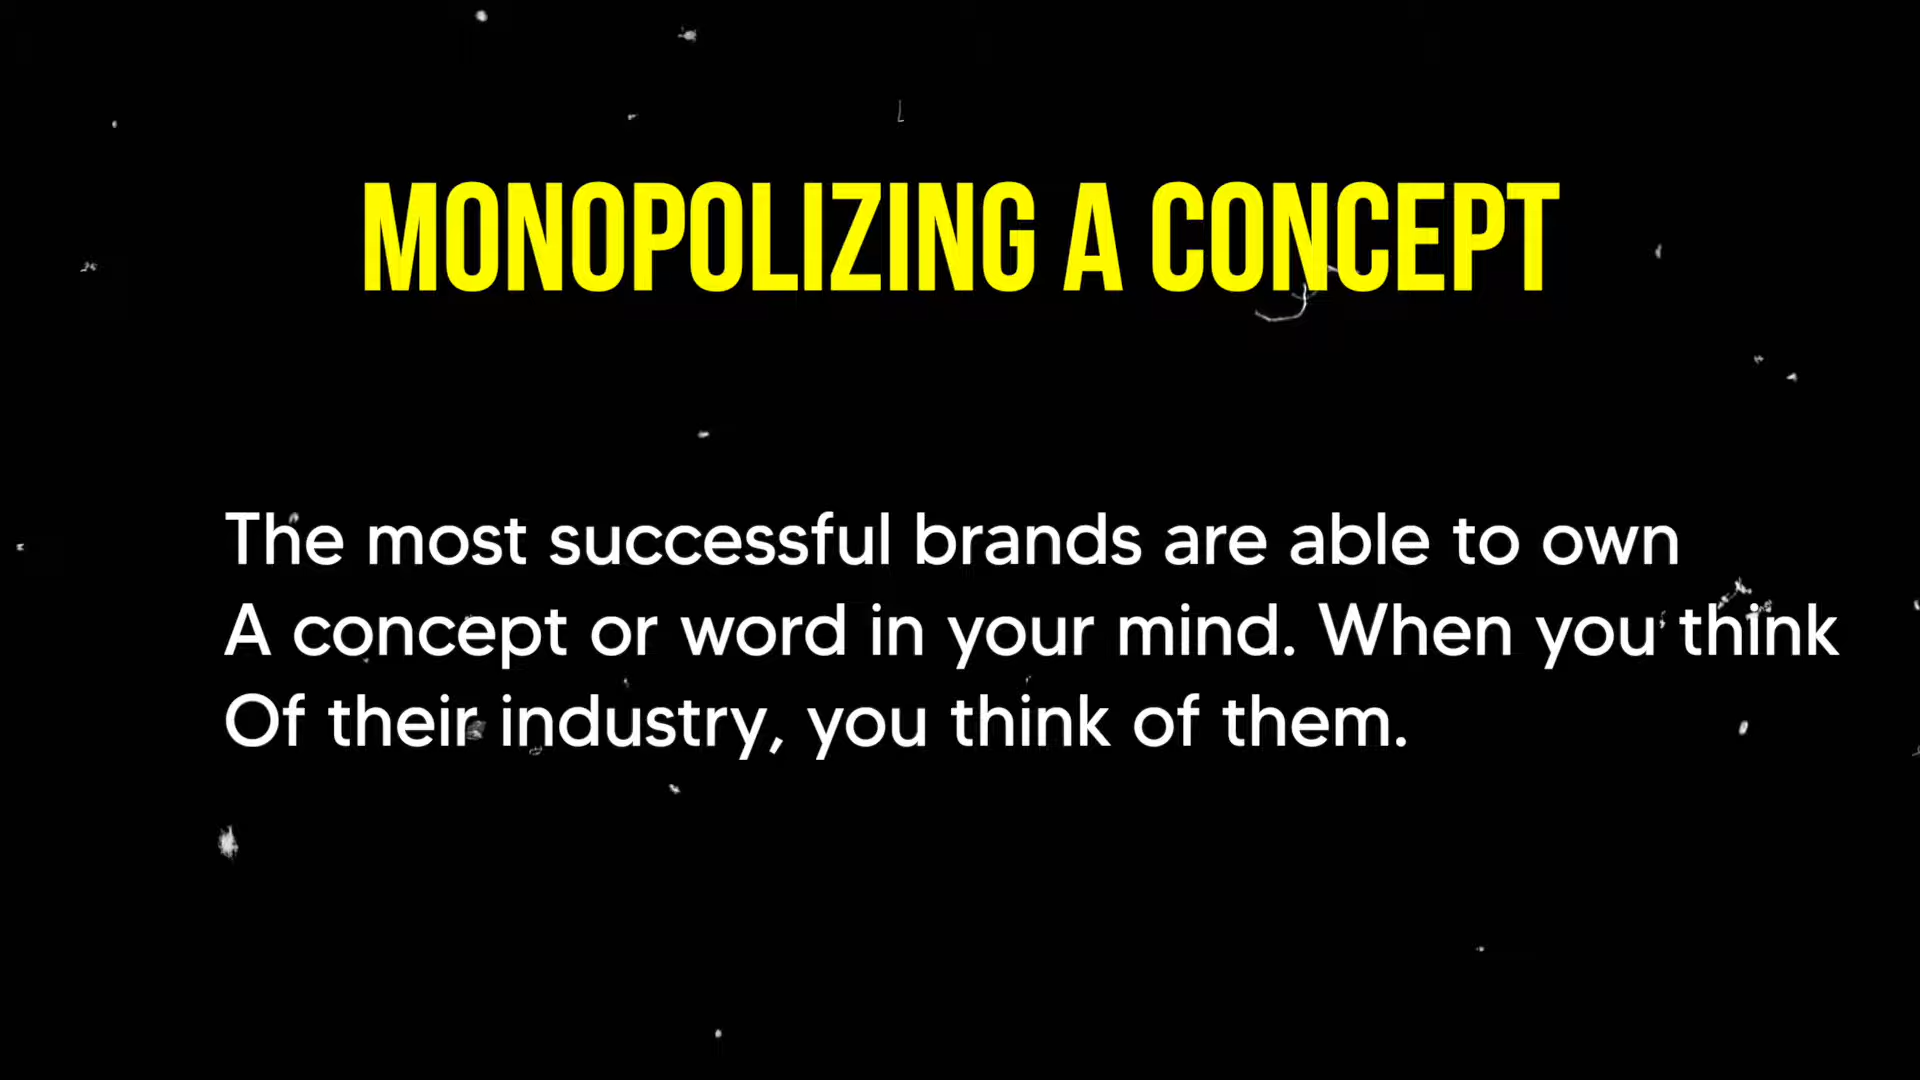 MONOPOLIZING A CONCEPT
The most successful brands are able to own
A concept or word in your mind. When you think
Of their industry, you think of them.